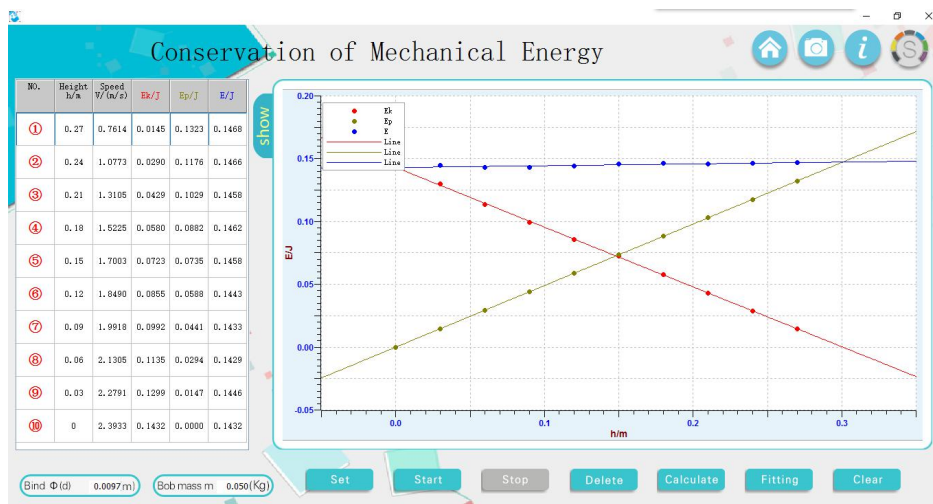 Conservation of Mechanical Energy
i S
NO. Height h/m Speed V/(m/s) Ek/J Ep/J E/J
① 0.27 0.7614 0.0145 0.1323 0.1468
② 0.24 1.0773 0.0290 0.1176 0.1466
③ 0.21 1.3105 0.0429 0.1029 0.1458
④ 0.18 1.5225 0.0580 0.0882 0.1462
⑤ 0.15 1.7003 0.0723 0.0735 0.1458
⑥ 0.12 1.8490 0.0855 0.0588 0.1443
⑦ 0.09 1.9918 0.0992 0.0441 0.1433
⑧ 0.06 2.1305 0.1135 0.0294 0.1429
⑨ 0.03 2.2791 0.1299 0.0147 0.1446
⑩ 0 2.3933 0.1432 0.0000 0.1432
show
Ek
Ep
E
Line
Line
Line
0.20
0.15
0.10
0.05
0.00
-0.05
E/J
0.0 0.1 0.2 0.3
h/m
Bind Φ(d) 0.0097(m) Bob mass m 0.050(Kg)
Set Start Stop Delete Calculate Fitting Clear